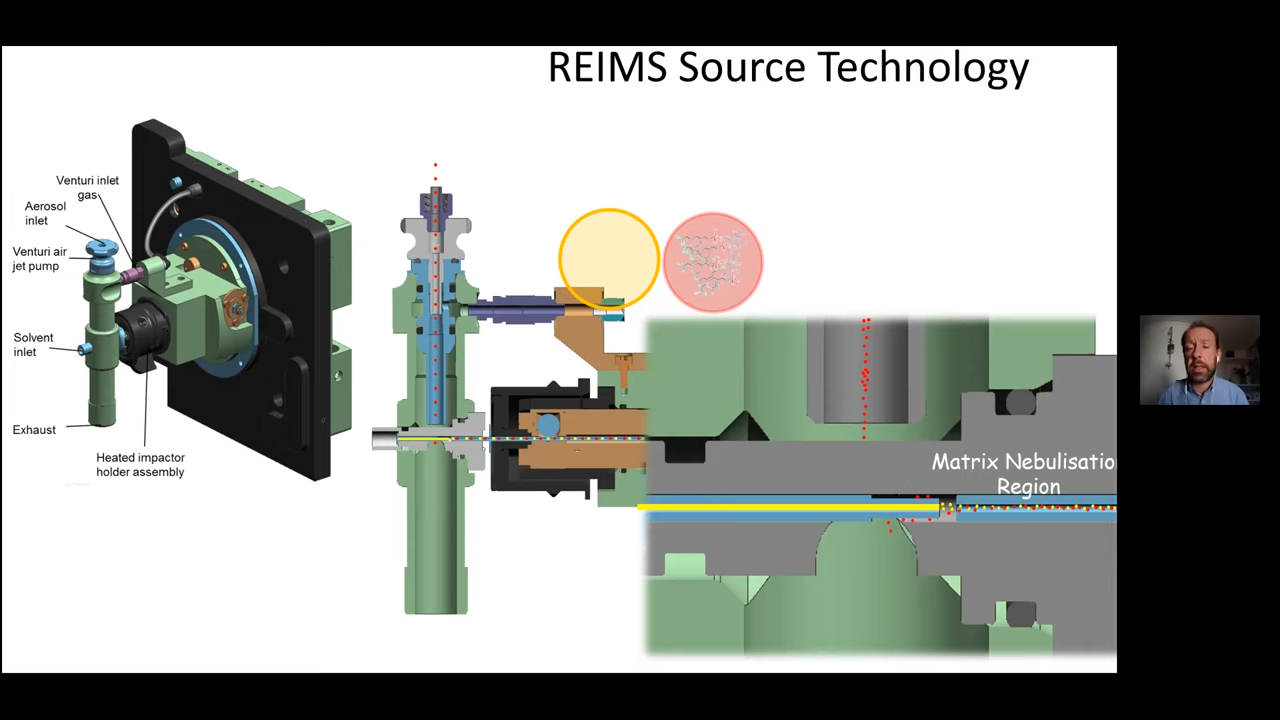 REIMS Source Technology
Venturi inlet
gas
Aerosol
inlet
Venturi air
jet pump
Solvent
inlet
Exhaust
Heated impactor
holder assembly
Matrix Nebulisatio
Region